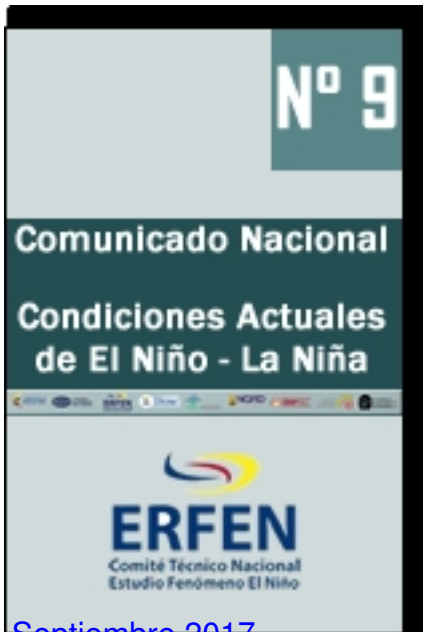 Nº 9
Comunicado Nacional
Condiciones Actuales
de El Niño - La Niña
ERFEN
Comité Técnico Nacional
Estudio Fenómeno El Niño
Septiembre 2017